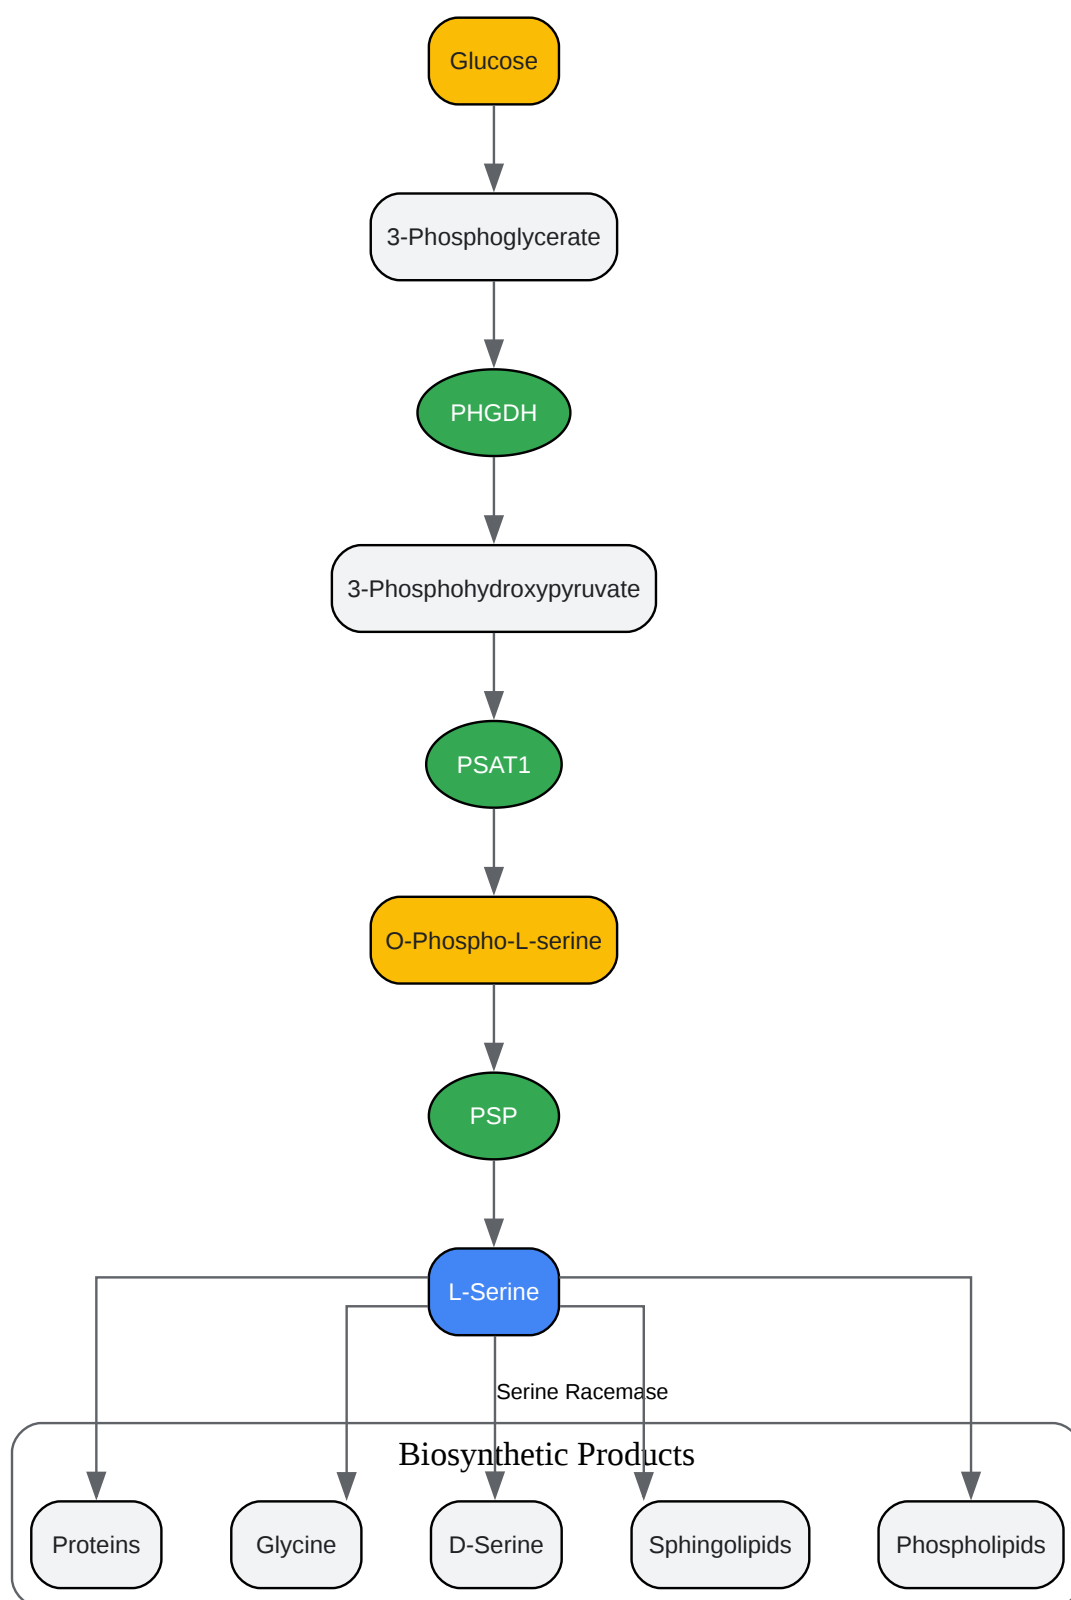 Glucose
3-Phosphoglycerate
PHGDH
3-Phosphohydroxypyruvate
PSAT1
O-Phospho-L-serine
PSP
L-Serine
Serine Racemase
Biosynthetic Products
Proteins
Glycine
D-Serine
Sphingolipids
Phospholipids